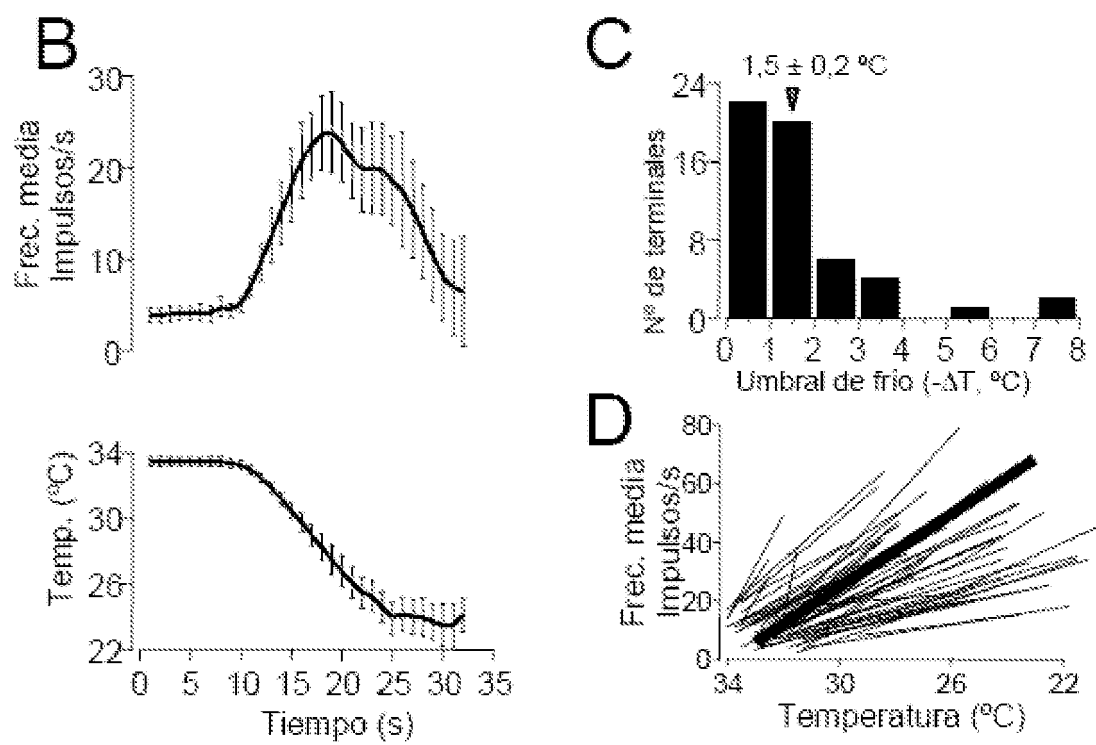 B
30
20
10
0
Frec. media
Impulsos/s
34
30
26
22
Temp. (ºC)
0 5 10 15 20 25 30 35
Tiempo (s)
C
1,5 ± 0,2 ºC
24
16
8
0
Nº de terminales
0 1 2 3 4 5 6 7 8
Umbral de frío (-ΔT, ºC)
D
80
60
40
20
0
Frec. media
Impulsos/s
34 30 26 22
Temperatura (ºC)